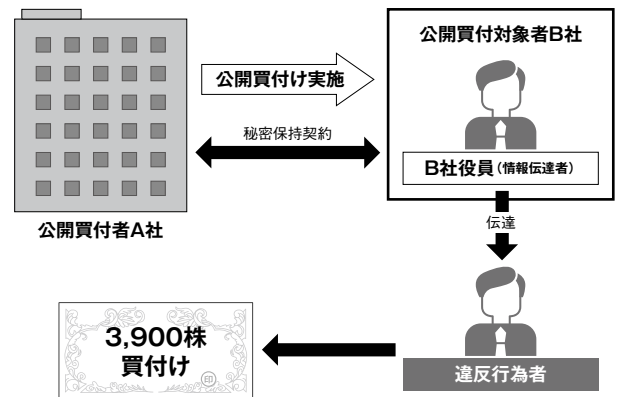 公開買付対象者B社
公開買付け実施
秘密保持契約
B社役員（情報伝達者）
公開買付者A社
伝達
3,900株
買付け
印
違反行為者